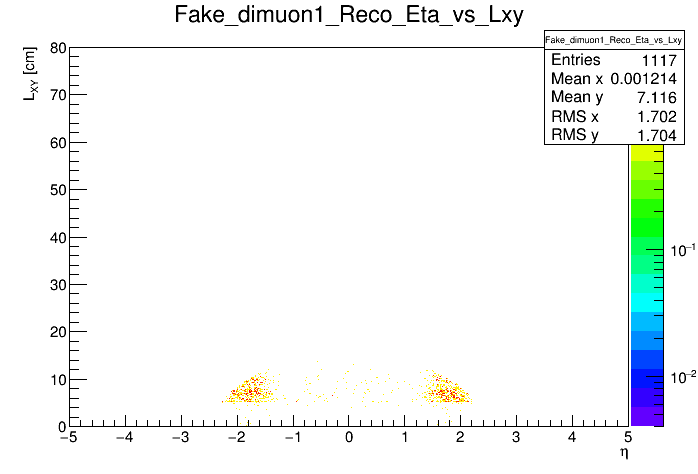 Fake_dimuon1_Reco_Eta_vs_Lxy
Fake_dimuon1_Reco_Eta_vs_Lxy
Entries 1117
Mean x 0.001214
Mean y 7.116
RMS x 1.702
RMS y 1.704
L_XY [cm]
80
70
60
50
40
30
20
10
0
−5 −4 −3 −2 −1 0 1 2 3 4 5
η
10^−1
10^−2